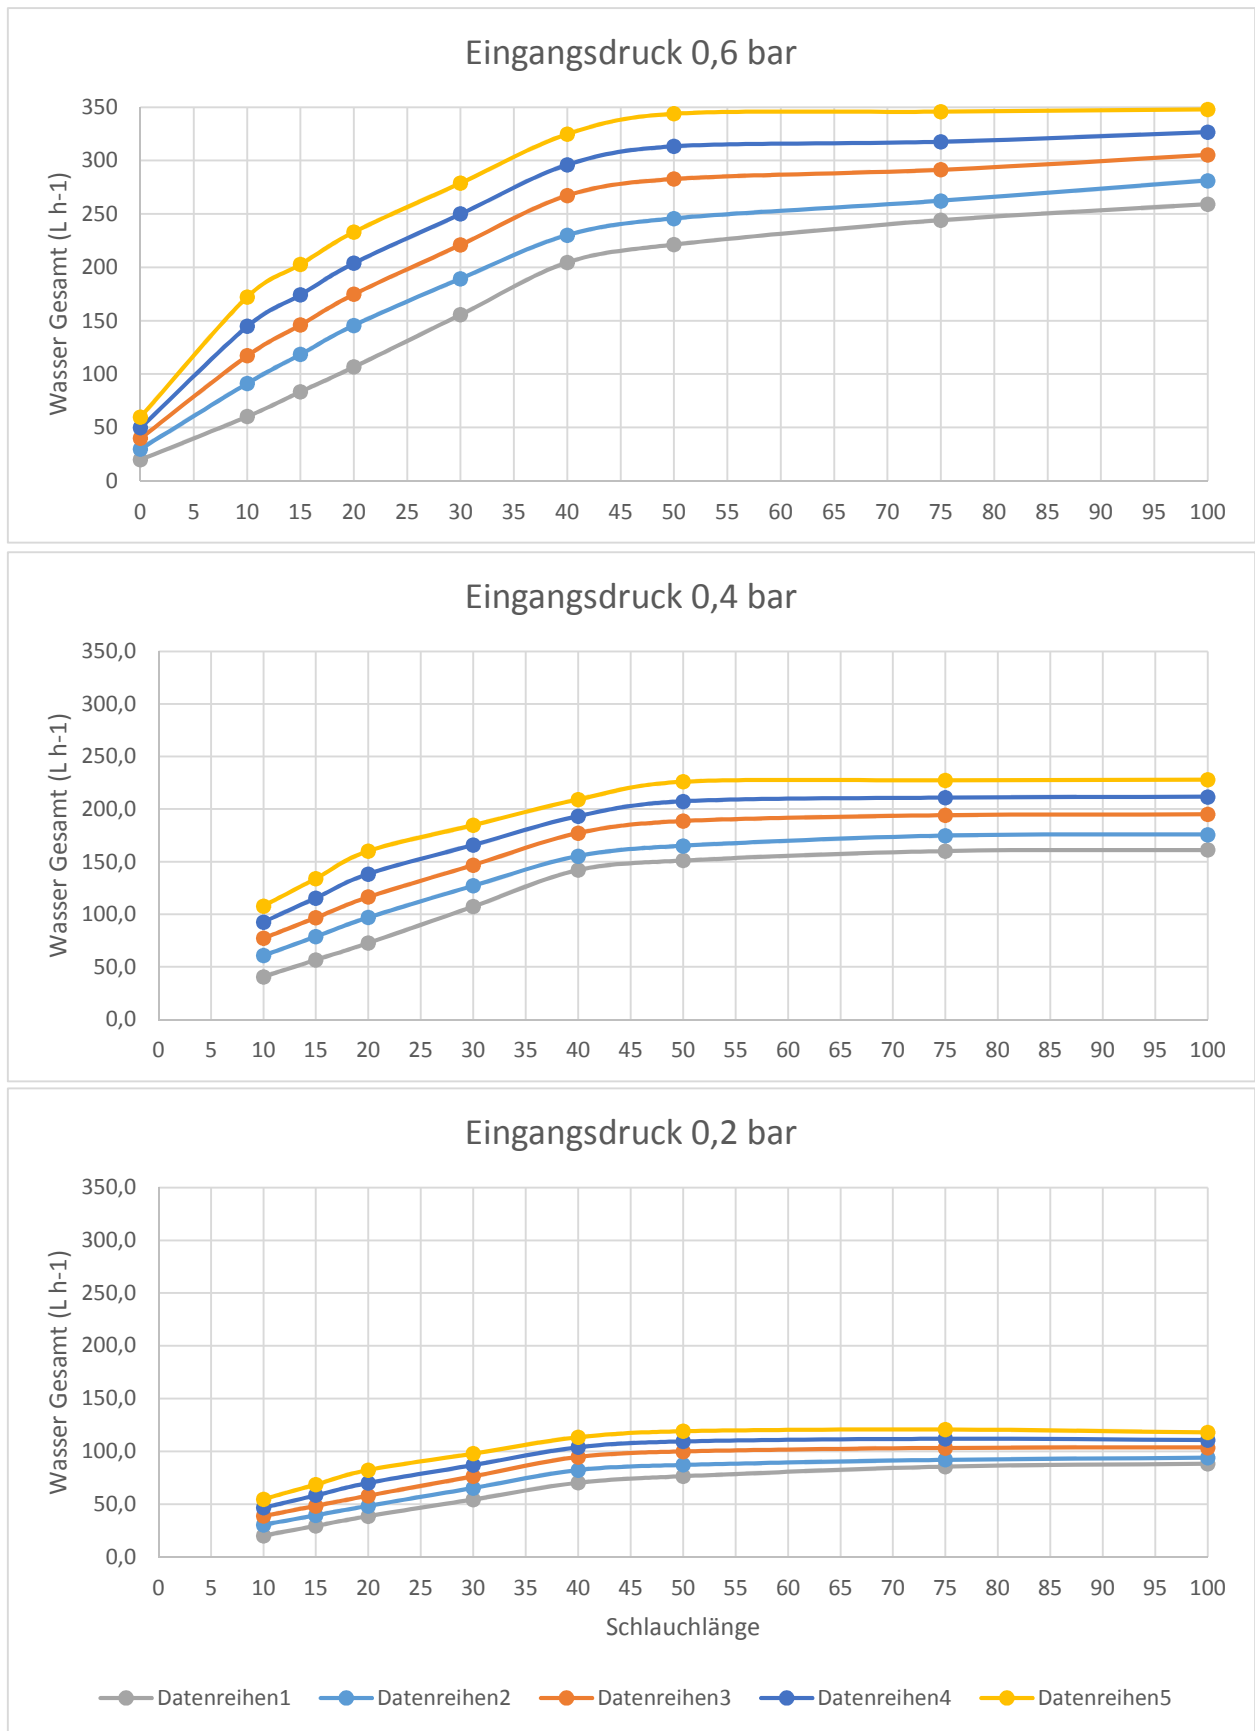 Eingangsdruck 0,6 bar
Wasser Gesamt (L h-1)
350
300
250
200
150
100
50
0
0 5 10 15 20 25 30 35 40 45 50 55 60 65 70 75 80 85 90 95 100
Eingangsdruck 0,4 bar
Wasser Gesamt (L h-1)
350,0
300,0
250,0
200,0
150,0
100,0
50,0
0,0
0 5 10 15 20 25 30 35 40 45 50 55 60 65 70 75 80 85 90 95 100
Eingangsdruck 0,2 bar
Wasser Gesamt (L h-1)
350,0
300,0
250,0
200,0
150,0
100,0
50,0
0,0
0 5 10 15 20 25 30 35 40 45 50 55 60 65 70 75 80 85 90 95 100
Schlauchlänge
Datenreihen1 Datenreihen2 Datenreihen3 Datenreihen4 Datenreihen5